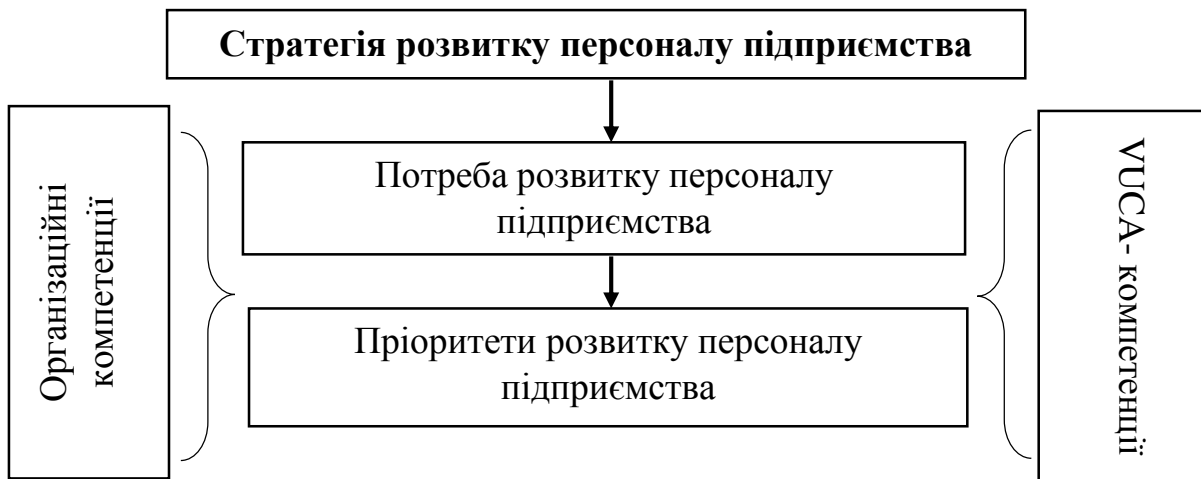 Стратегія розвитку персоналу підприємства
Організаційні
компетенції
Потреба розвитку персоналу
підприємства
Пріоритети розвитку персоналу
підприємства
VUCA- компетенції